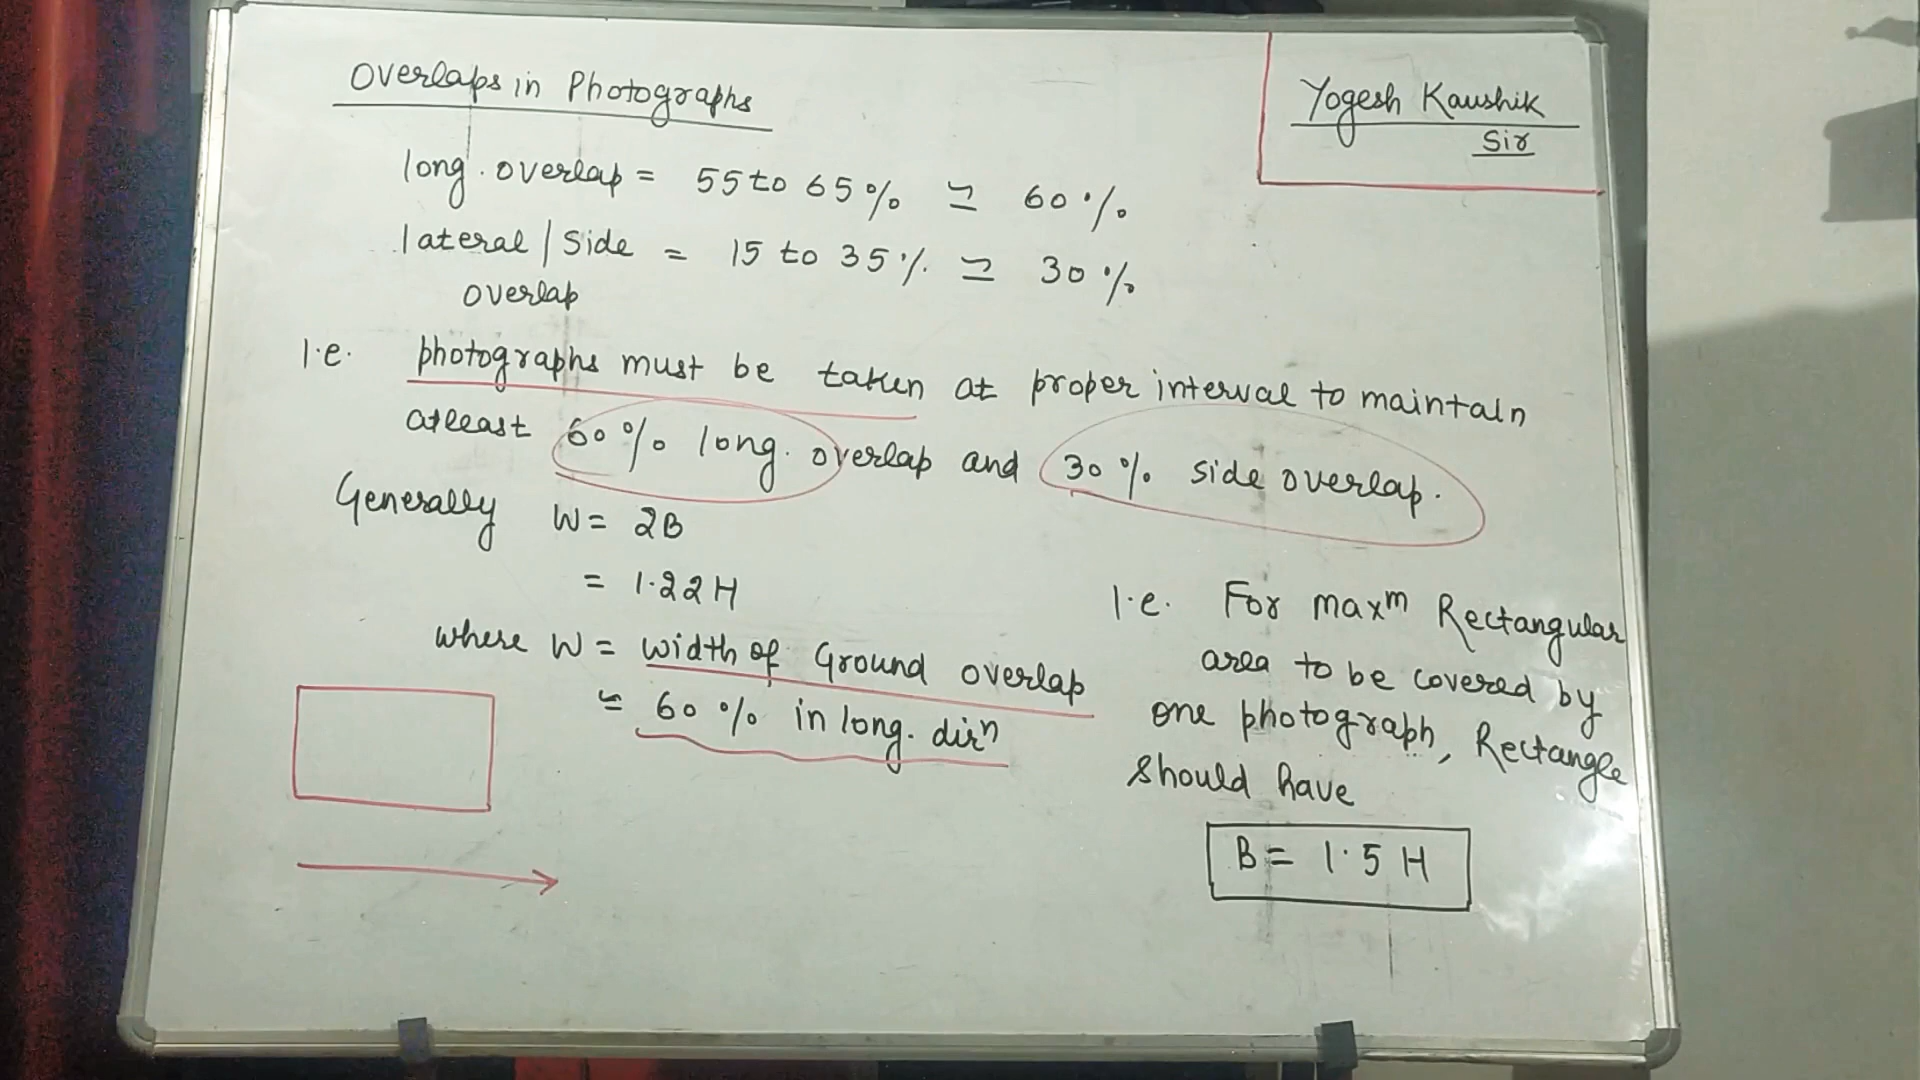 Overlaps in Photographs
Yogesh Kaushik
Sir
long. overlap = 55 to 65% ≃ 60%
lateral / Side = 15 to 35% ≃ 30%
overlap
i.e. photographs must be taken at proper interval to maintain
atleast 60% long. overlap and 30% side overlap.
Generally W = 2B
= 1.22H
where W = width of Ground overlap
≃ 60% in long. dirⁿ
i.e. For maxᵐ Rectangular
area to be covered by
one photograph, Rectangle
should have
B = 1.5 H